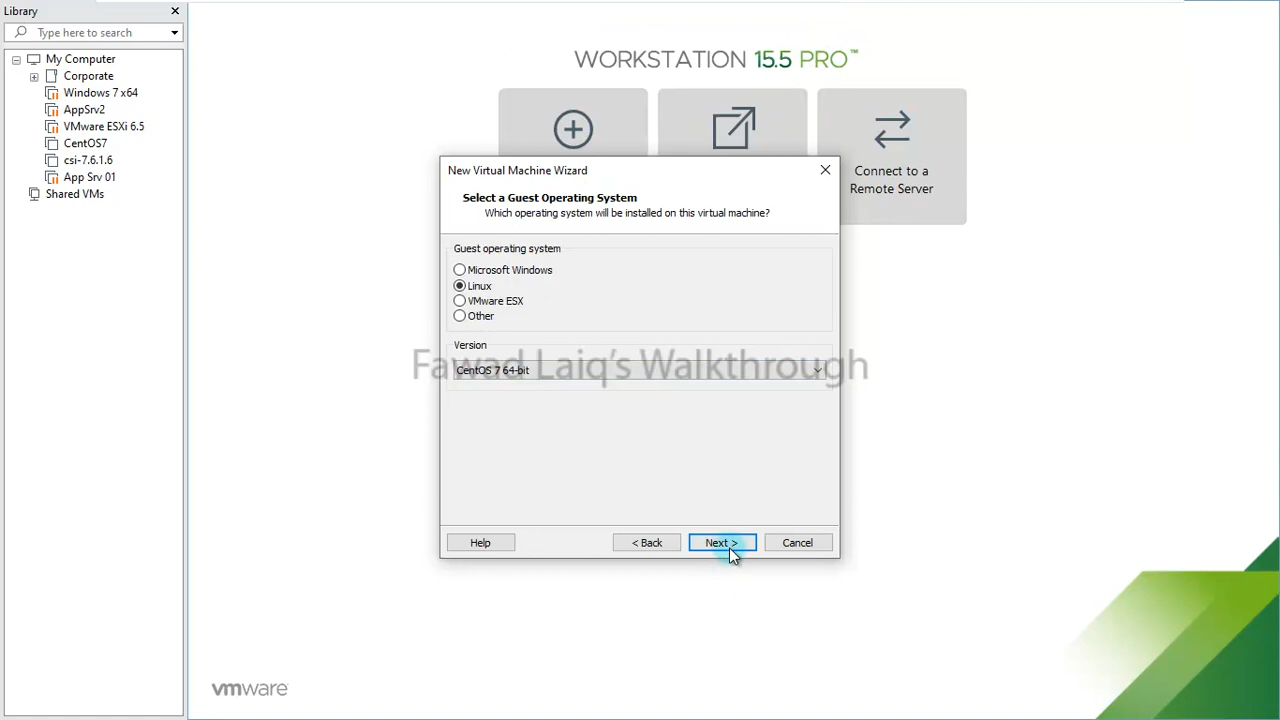 Library
Type here to search
My Computer
Corporate
Windows 7 x64
AppSrv2
VMware ESXi 6.5
CentOS7
csi-7.6.1.6
App Srv 01
Shared VMs
WORKSTATION 15.5 PRO™
Connect to a
Remote Server
New Virtual Machine Wizard
Select a Guest Operating System
Which operating system will be installed on this virtual machine?
Guest operating system
Microsoft Windows
Linux
VMware ESX
Other
Version
CentOS 7 64-bit
Fawad Laiq's Walkthrough
Help
< Back
Next >
Cancel
vmware